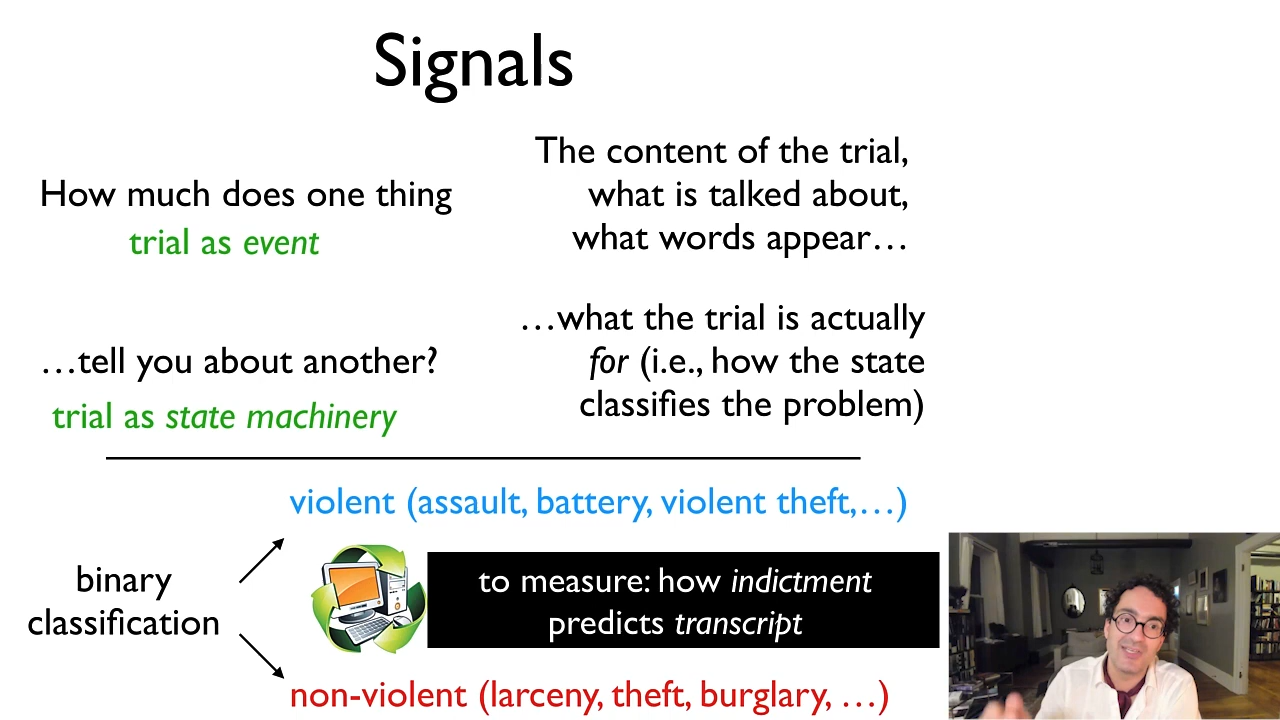 Signals
How much does one thing
trial as event
The content of the trial,
what is talked about,
what words appear…
…tell you about another?
trial as state machinery
…what the trial is actually
for (i.e., how the state
classifies the problem)
violent (assault, battery, violent theft,…)
binary
classification
to measure: how indictment
predicts transcript
non-violent (larceny, theft, burglary, …)